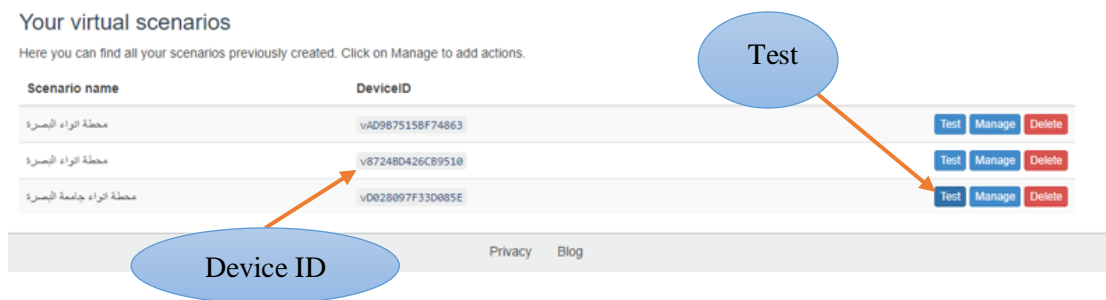 Your virtual scenarios
Here you can find all your scenarios previously created. Click on Manage to add actions.
Test
Scenario name DeviceID
محطة انواء البصرة vAD9B7515BF74863 Test Manage Delete
محطة انواء البصرة v8724BD426CB9510 Test Manage Delete
محطة انواء جامعة البصرة vD028097F33D085E Test Manage Delete
Privacy Blog
Device ID